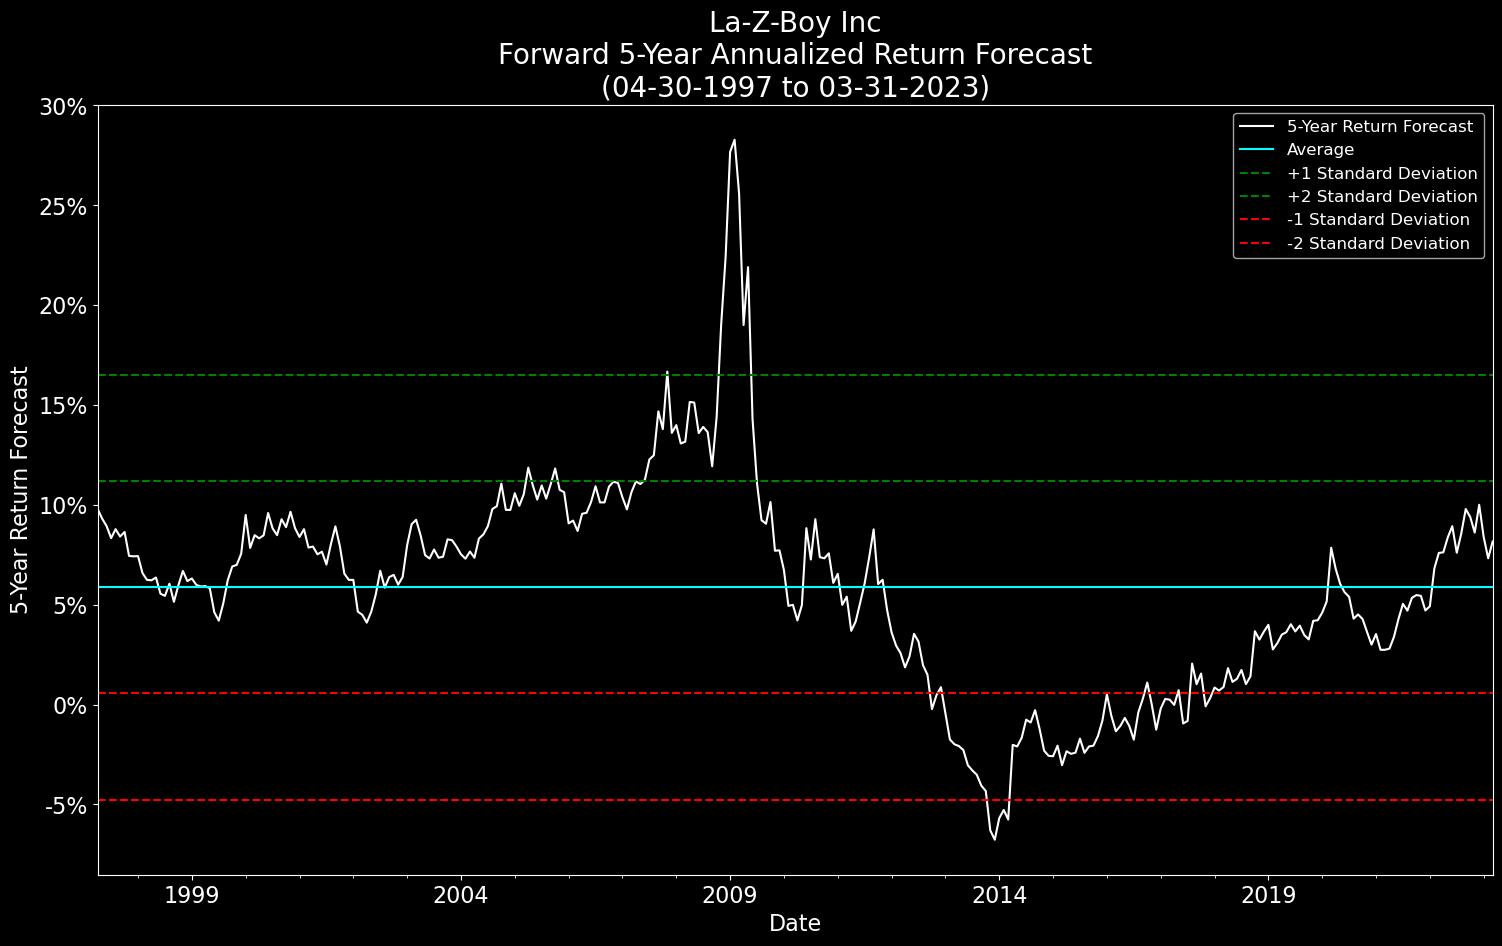 La-Z-Boy Inc
Forward 5-Year Annualized Return Forecast
(04-30-1997 to 03-31-2023)
30%
25%
20%
15%
10%
5%
0%
-5%
5-Year Return Forecast
5-Year Return Forecast
Average
+1 Standard Deviation
+2 Standard Deviation
-1 Standard Deviation
-2 Standard Deviation
1999
2004
2009
2014
2019
Date